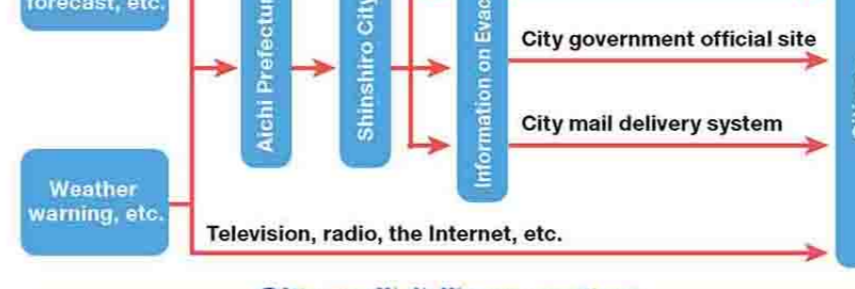 forecast, etc.
Aichi Prefectur
Shinshiro City
Information on Evac
City government official site
City mail delivery system
Weather
warning, etc.
Television, radio, the Internet, etc.